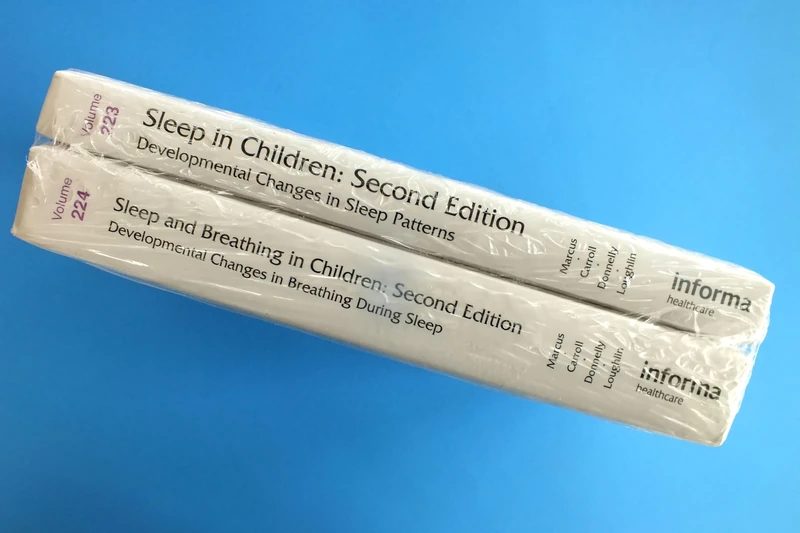 Volume
223
Sleep in Children: Second Edition
Developmental Changes in Sleep Patterns
Marcus
Carroll
Donnelly
Loughlin
informa
healthcare
Volume
224
Sleep and Breathing in Children: Second Edition
Developmental Changes in Breathing During Sleep
Marcus
Carroll
Donnelly
Loughlin
informa
healthcare